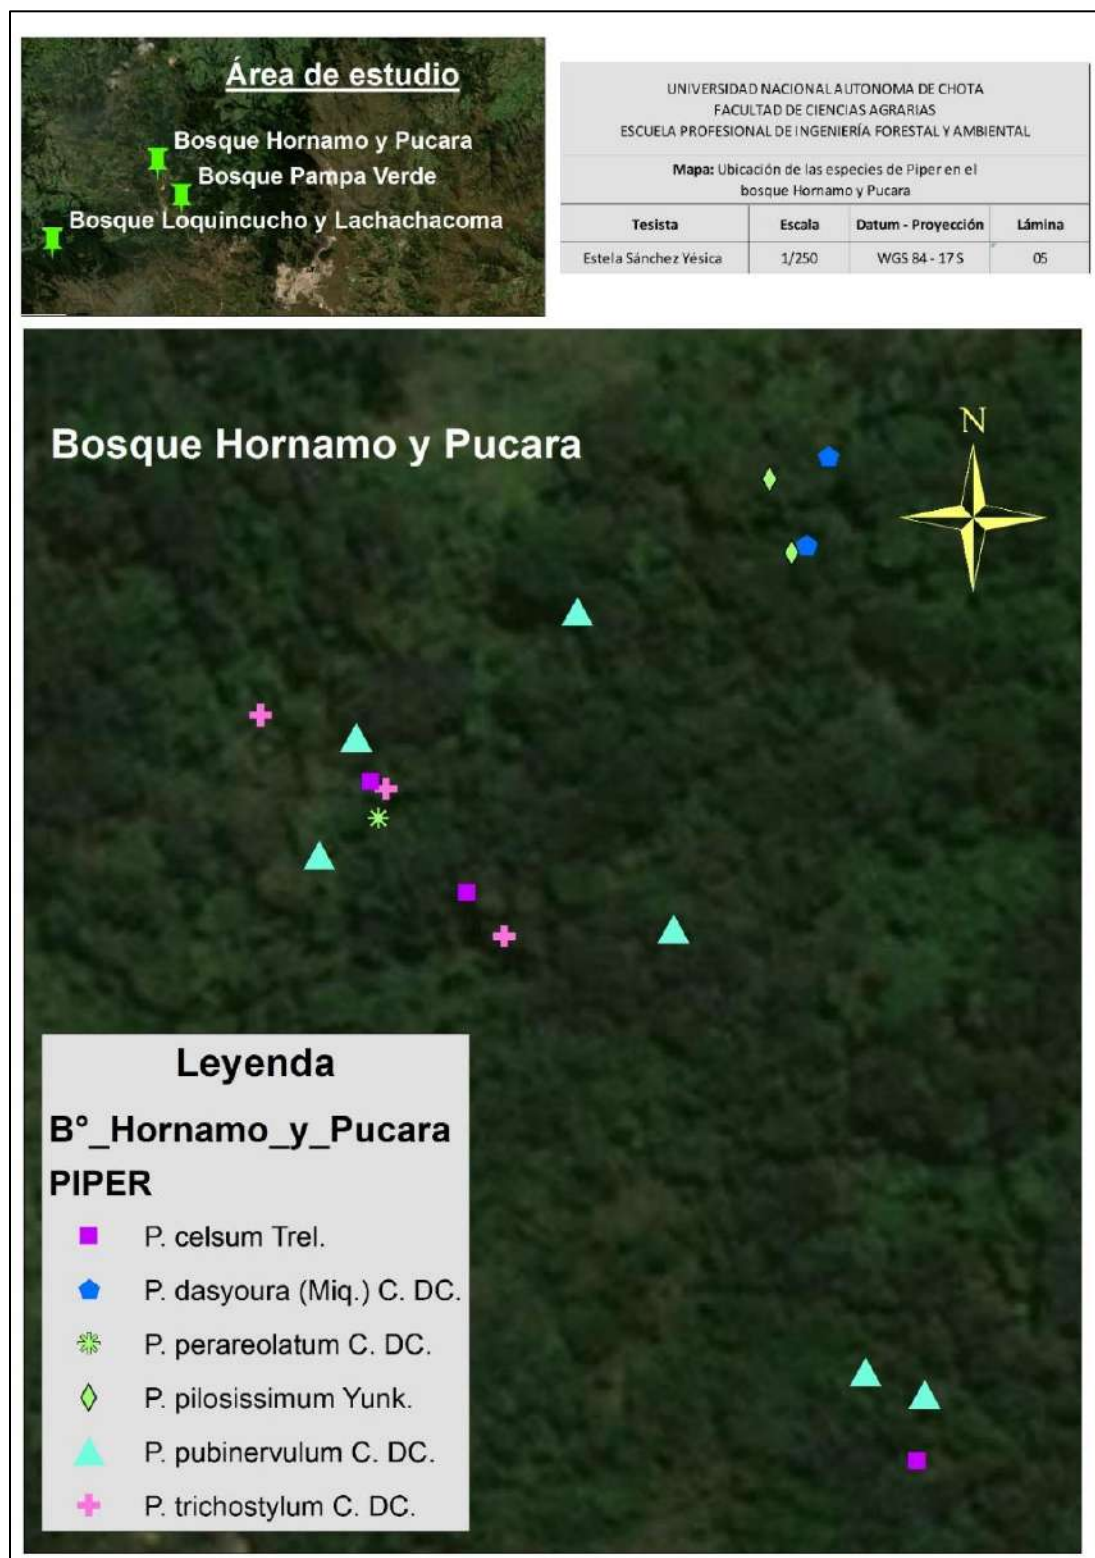 Área de estudio
Bosque Hornamo y Pucara
Bosque Pampa Verde
Bosque Loquincucho y Lachachacoma
UNIVERSIDAD NACIONAL AUTONOMA DE CHOTA
FACULTAD DE CIENCIAS AGRARIAS
ESCUELA PROFESIONAL DE INGENIERÍA FORESTAL Y AMBIENTAL
Mapa: Ubicación de las especies de Piper en el
bosque Hornamo y Pucara
Tesista Escala Datum - Proyección Lámina
Estela Sánchez Yésica 1/250 WGS 84 - 17 S 05
Bosque Hornamo y Pucara
N
Leyenda
B°_Hornamo_y_Pucara
PIPER
P. celsum Trel.
P. dasyoura (Miq.) C. DC.
P. perareolatum C. DC.
P. pilosissimum Yunk.
P. pubinervulum C. DC.
P. trichostylum C. DC.